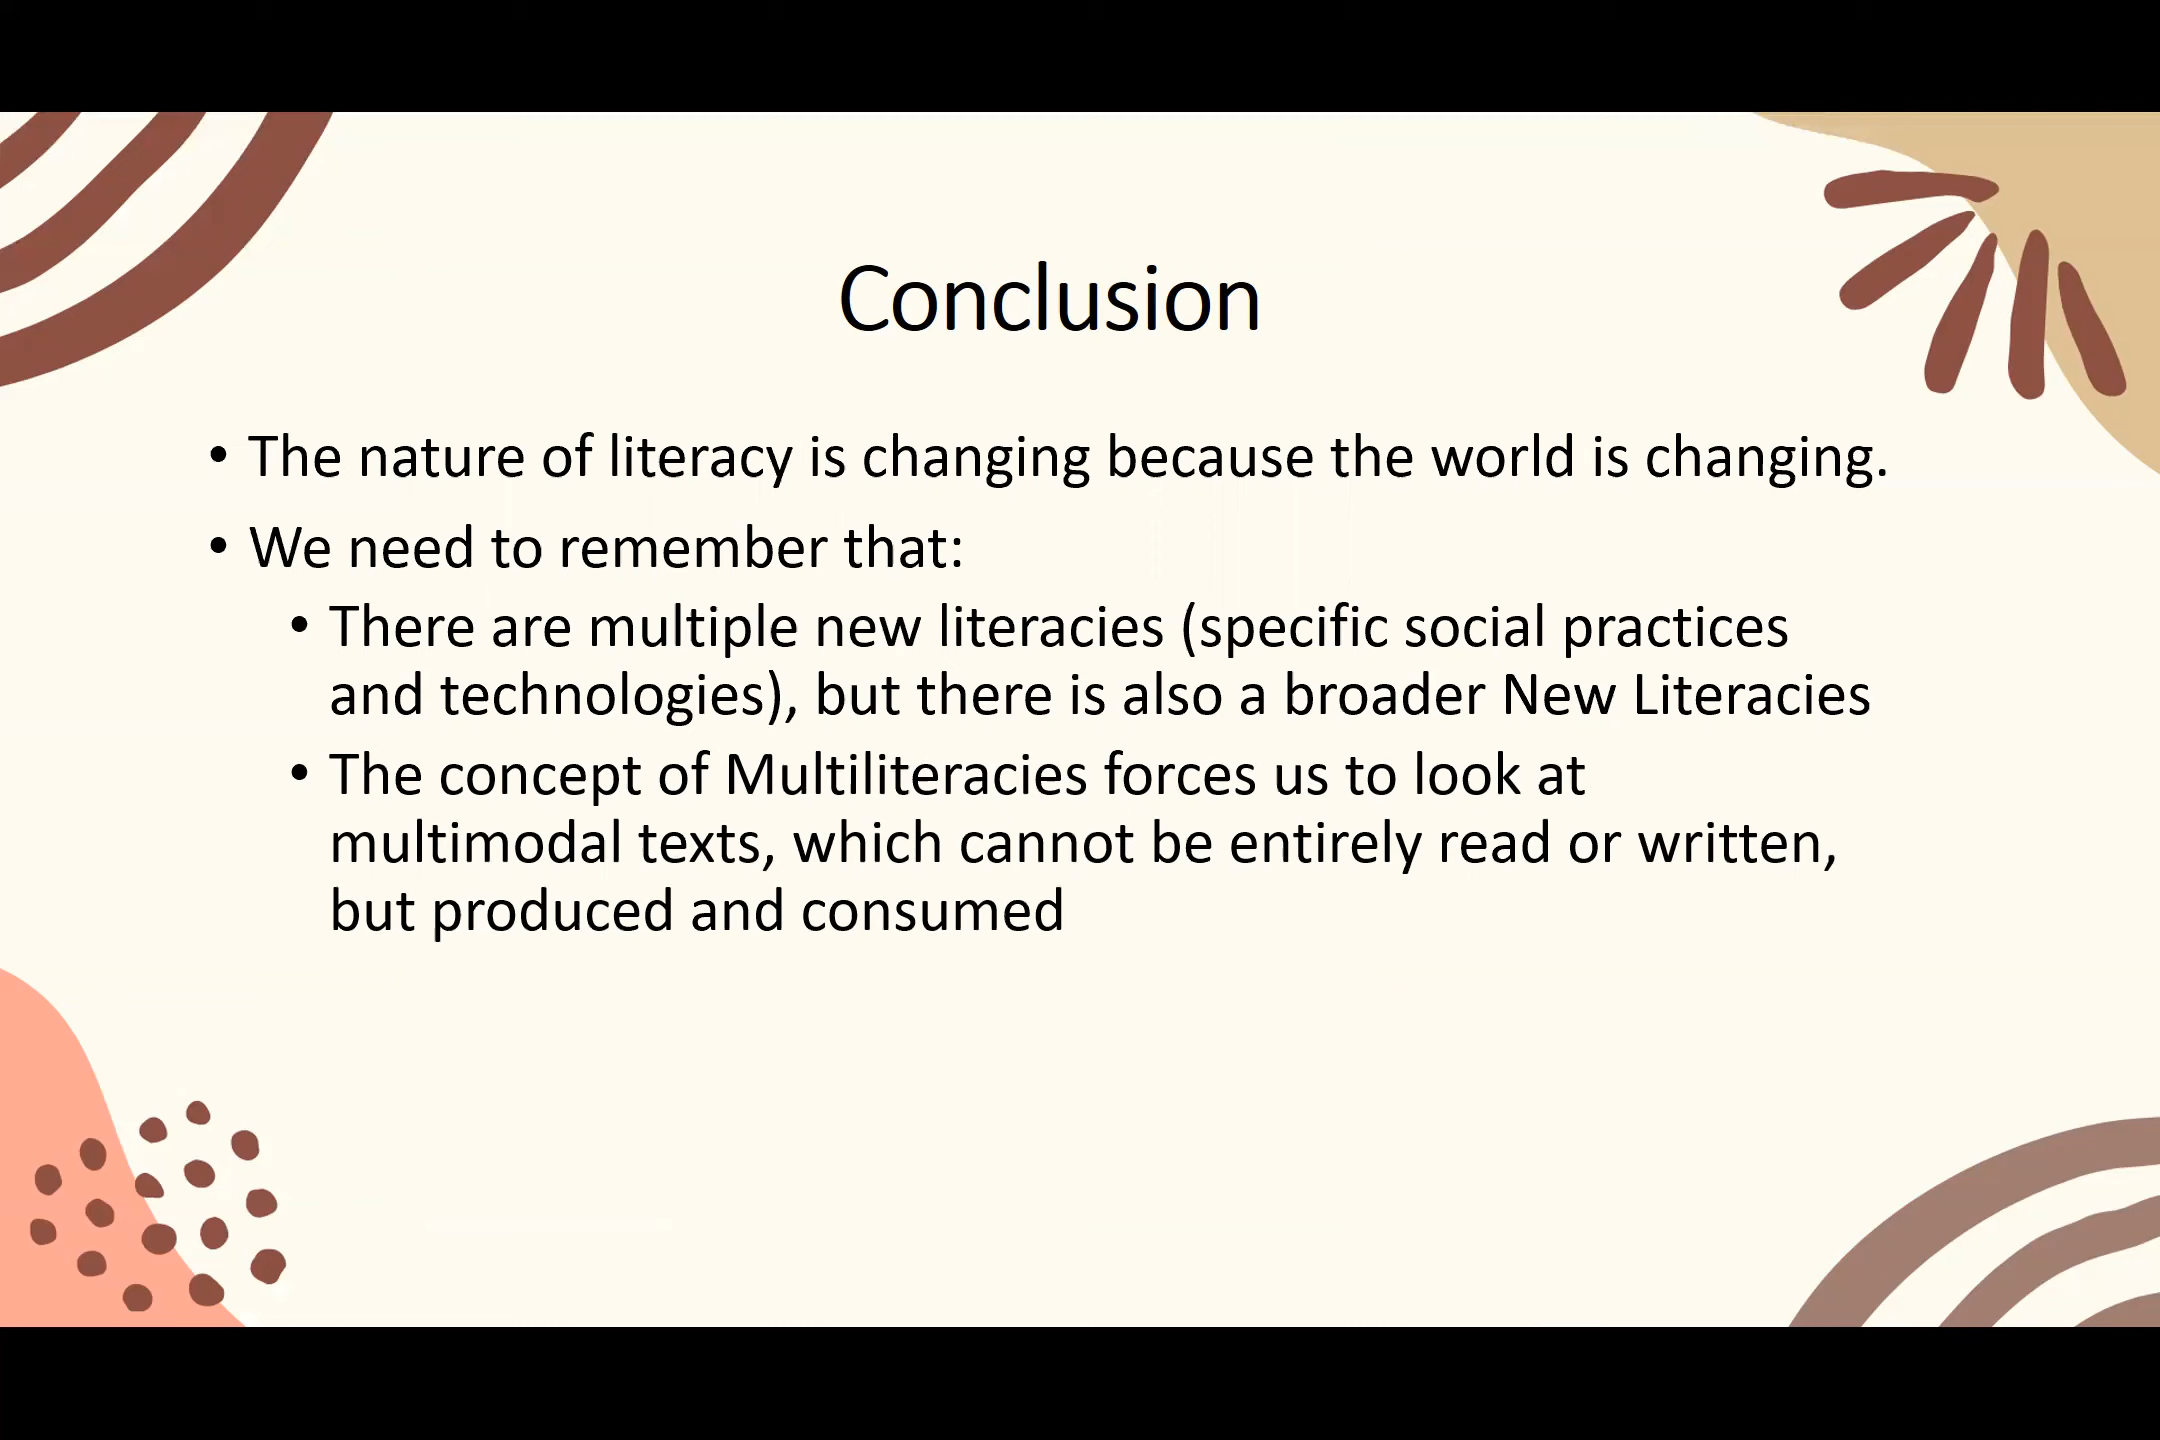 Conclusion
• The nature of literacy is changing because the world is changing.
• We need to remember that:
• There are multiple new literacies (specific social practices
and technologies), but there is also a broader New Literacies
• The concept of Multiliteracies forces us to look at
multimodal texts, which cannot be entirely read or written,
but produced and consumed